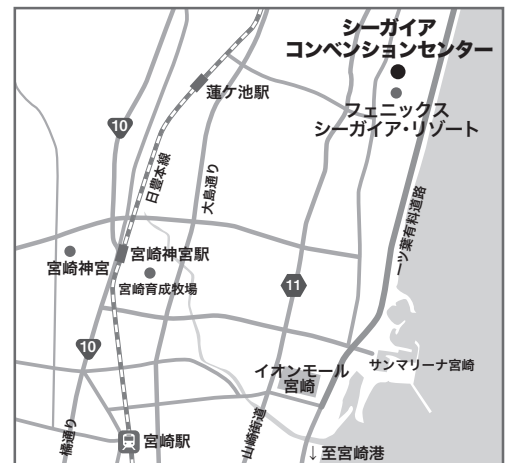 シーガイア
コンベンションセンター
蓮ケ池駅
フェニックス
シーガイア・リゾート
10
日豊本線
大島通り
一ツ葉有料道路
宮崎神宮駅
宮崎神宮
宮崎育成牧場
11
10
イオンモール
宮崎
サンマリーナ宮崎
橘通り
宮崎駅
山崎街道
↓至宮崎港